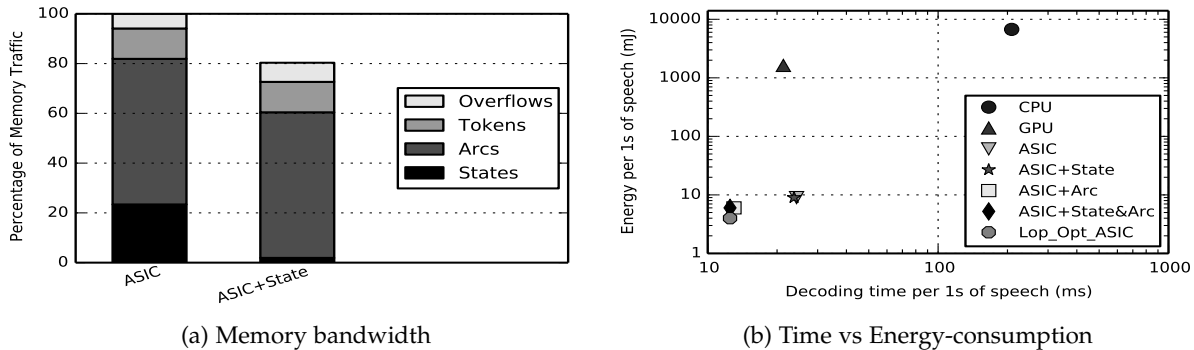 Percentage of Memory Traffic
100
80
60
40
20
0
Overflows
Tokens
Arcs
States
ASIC
ASIC+State
(a) Memory bandwidth
Energy per 1s of speech (mJ)
10000
1000
100
10
1
CPU
GPU
ASIC
ASIC+State
ASIC+Arc
ASIC+State&Arc
Lop_Opt_ASIC
10 100 1000
Decoding time per 1s of speech (ms)
(b) Time vs Energy-consumption